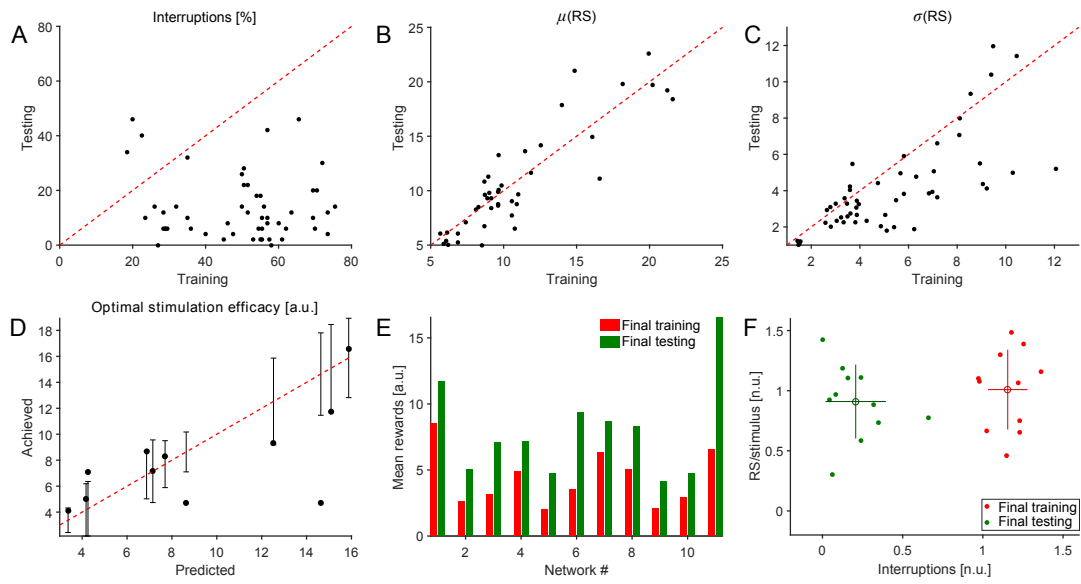 A
Interruptions [%]
80
60
40
20
0
0 20 40 60 80
Testing
Training
B
μ(RS)
25
20
15
10
5
5 10 15 20 25
Testing
Training
C
σ(RS)
12
10
8
6
4
2
2 4 6 8 10 12
Testing
Training
D
Optimal stimulation efficacy [a.u.]
18
16
14
12
10
8
6
4
4 6 8 10 12 14 16
Achieved
Predicted
E
Final training
Final testing
15
10
5
0
2 4 6 8 10
Mean rewards [a.u.]
Network #
F
1.5
1
0.5
0
0 0.5 1 1.5
RS/stimulus [n.u.]
Interruptions [n.u.]
Final training
Final testing